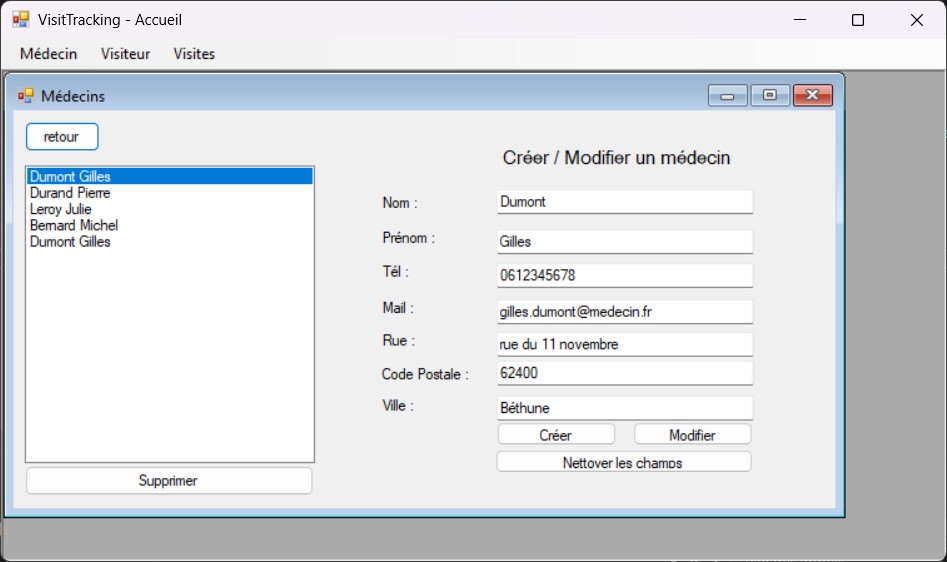 VisitTracking - Accueil
Médecin Visiteur Visites
Médecins
retour
Dumont Gilles
Durand Pierre
Leroy Julie
Bernard Michel
Dumont Gilles
Supprimer
Créer / Modifier un médecin
Nom : Dumont
Prénom : Gilles
Tél : 0612345678
Mail : gilles.dumont@medecin.fr
Rue : rue du 11 novembre
Code Postale : 62400
Ville : Béthune
Créer Modifier
Nettoyer les champs